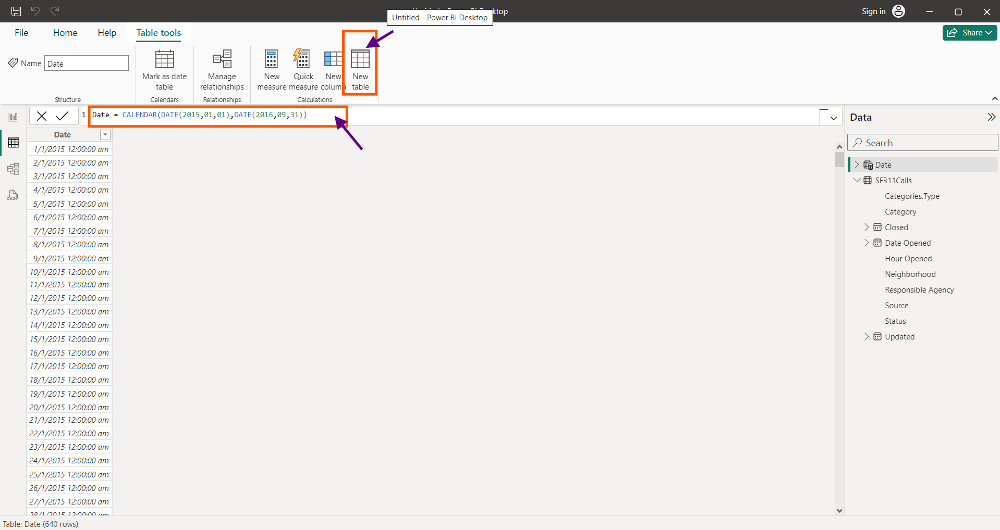 Untitled - Power BI Desktop
Sign in
File
Home
Help
Table tools
Share
Name
Date
Mark as date
table
Manage
relationships
New
measure
Quick
measure
New
column
New
table
Structure
Calendars
Relationships
Calculations
1 Date = CALENDAR(DATE(2015,01,01),DATE(2016,09,31))
Date
1/1/2015 12:00:00 am
2/1/2015 12:00:00 am
3/1/2015 12:00:00 am
4/1/2015 12:00:00 am
5/1/2015 12:00:00 am
6/1/2015 12:00:00 am
7/1/2015 12:00:00 am
8/1/2015 12:00:00 am
9/1/2015 12:00:00 am
10/1/2015 12:00:00 am
11/1/2015 12:00:00 am
12/1/2015 12:00:00 am
13/1/2015 12:00:00 am
14/1/2015 12:00:00 am
15/1/2015 12:00:00 am
16/1/2015 12:00:00 am
17/1/2015 12:00:00 am
18/1/2015 12:00:00 am
19/1/2015 12:00:00 am
20/1/2015 12:00:00 am
21/1/2015 12:00:00 am
22/1/2015 12:00:00 am
23/1/2015 12:00:00 am
24/1/2015 12:00:00 am
25/1/2015 12:00:00 am
26/1/2015 12:00:00 am
27/1/2015 12:00:00 am
28/1/2015 12:00:00 am
DAX
Data
Search
Date
SF311Calls
Categories.Type
Category
Closed
Date Opened
Hour Opened
Neighborhood
Responsible Agency
Source
Status
Updated
Table: Date (640 rows)